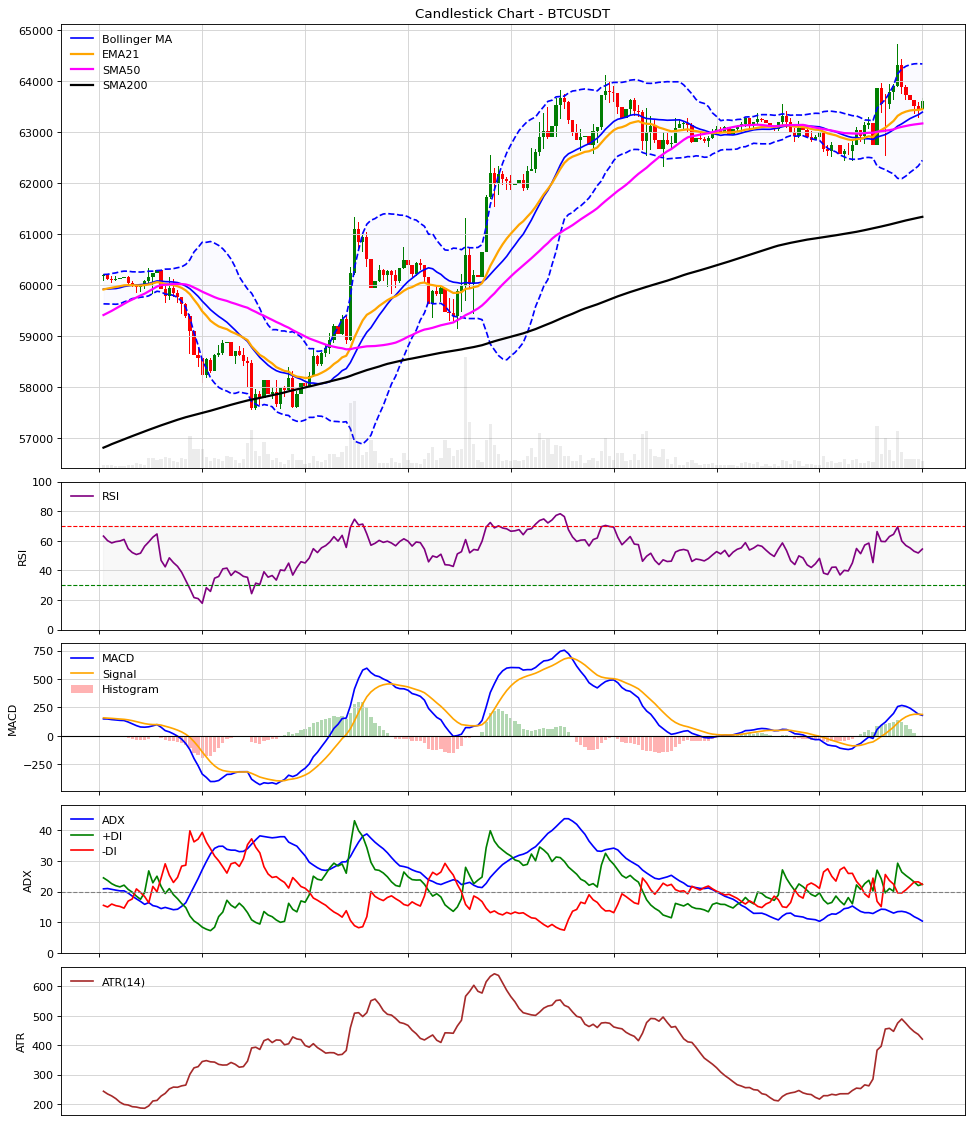 Candlestick Chart - BTCUSDT
65000
64000
63000
62000
61000
60000
59000
58000
57000
Bollinger MA
EMA21
SMA50
SMA200
100
80
60
40
20
0
RSI
RSI
750
500
250
0
−250
MACD
MACD
Signal
Histogram
40
30
20
10
0
ADX
ADX
+DI
-DI
600
500
400
300
200
ATR
ATR(14)